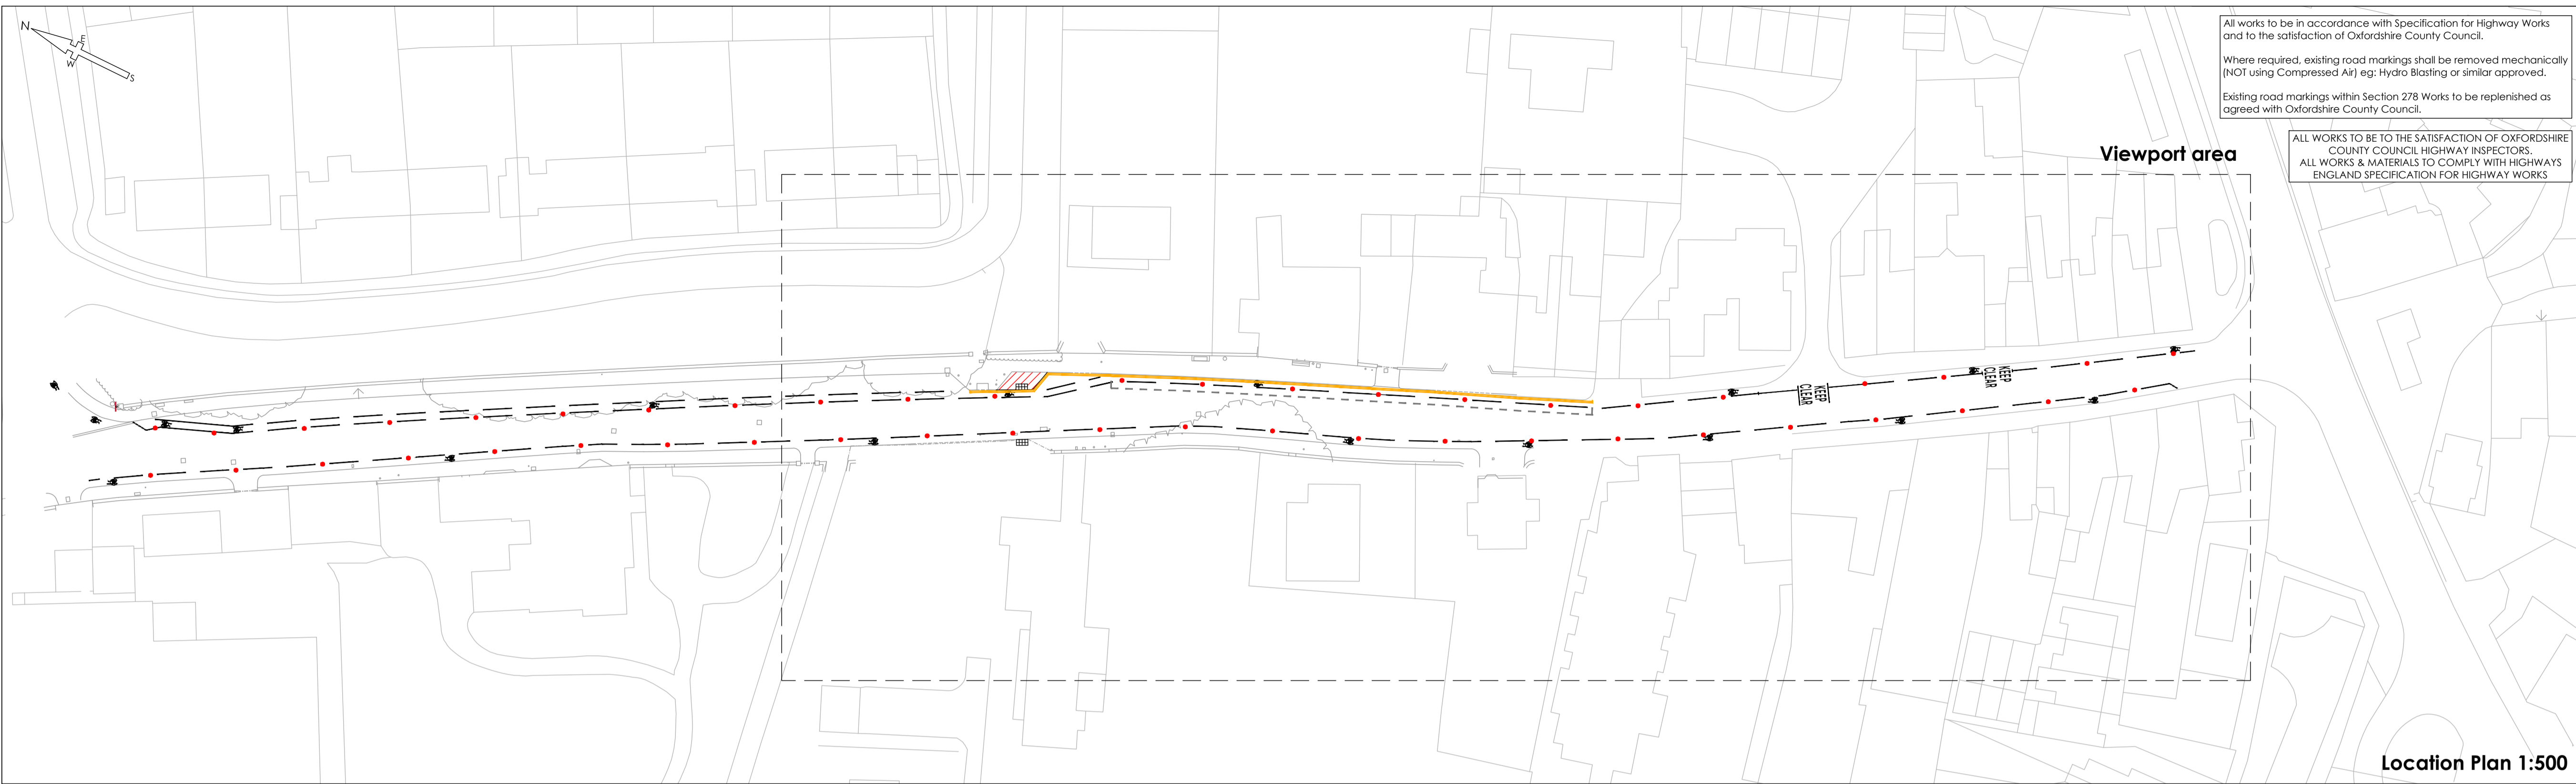 N
E
W
S
All works to be in accordance with Specification for Highway Works
and to the satisfaction of Oxfordshire County Council.
Where required, existing road markings shall be removed mechanically
(NOT using Compressed Air) eg: Hydro Blasting or similar approved.
Existing road markings within Section 278 Works to be replenished as
agreed with Oxfordshire County Council.
ALL WORKS TO BE TO THE SATISFACTION OF OXFORDSHIRE
COUNTY COUNCIL HIGHWAY INSPECTORS.
ALL WORKS & MATERIALS TO COMPLY WITH HIGHWAYS
ENGLAND SPECIFICATION FOR HIGHWAY WORKS
Viewport area
KEEP
CLEAR
KEEP
CLEAR
Location Plan 1:500